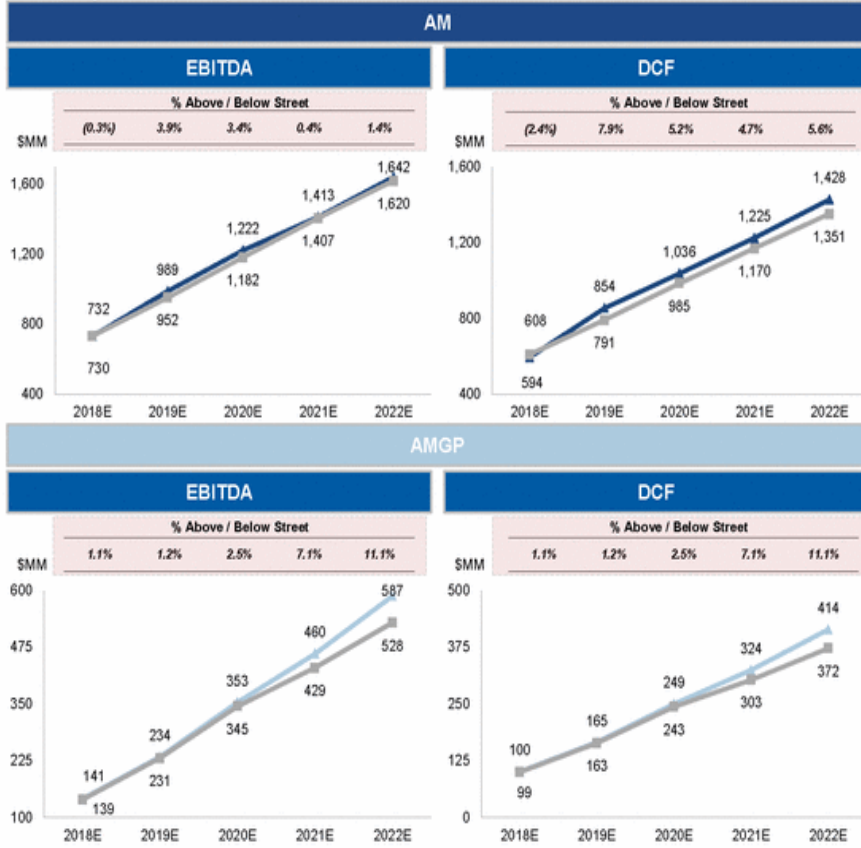 AM
EBITDA
% Above / Below Street
(0.3%) 3.9% 3.4% 0.4% 1.4%
$MM
1,600
1,200
800
400
732 989 1,222 1,413 1,642
730 952 1,182 1,407 1,620
2018E 2019E 2020E 2021E 2022E
DCF
% Above / Below Street
(2.4%) 7.9% 5.2% 4.7% 5.6%
$MM
1,600
1,200
800
400
608 854 1,036 1,225 1,428
594 791 985 1,170 1,351
2018E 2019E 2020E 2021E 2022E
AMGP
EBITDA
% Above / Below Street
1.1% 1.2% 2.5% 7.1% 11.1%
$MM
600
475
350
225
100
141 234 353 460 587
139 231 345 429 528
2018E 2019E 2020E 2021E 2022E
DCF
% Above / Below Street
1.1% 1.2% 2.5% 7.1% 11.1%
$MM
500
375
250
125
0
100 165 249 324 414
99 163 243 303 372
2018E 2019E 2020E 2021E 2022E